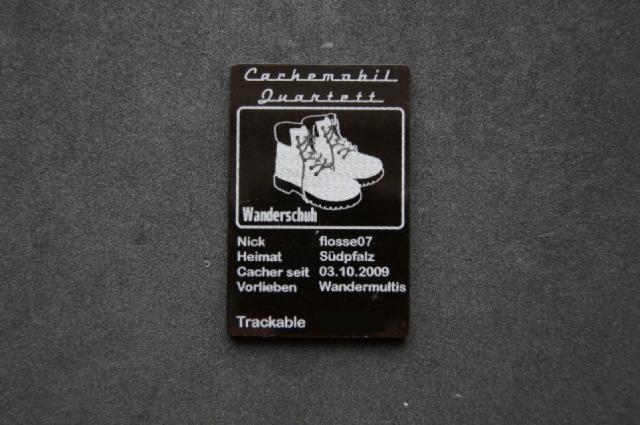 Cachemobil
Quartett
Wanderschuh
Nick flosse07
Heimat Südpfalz
Cacher seit 03.10.2009
Vorlieben Wandermultis
Trackable